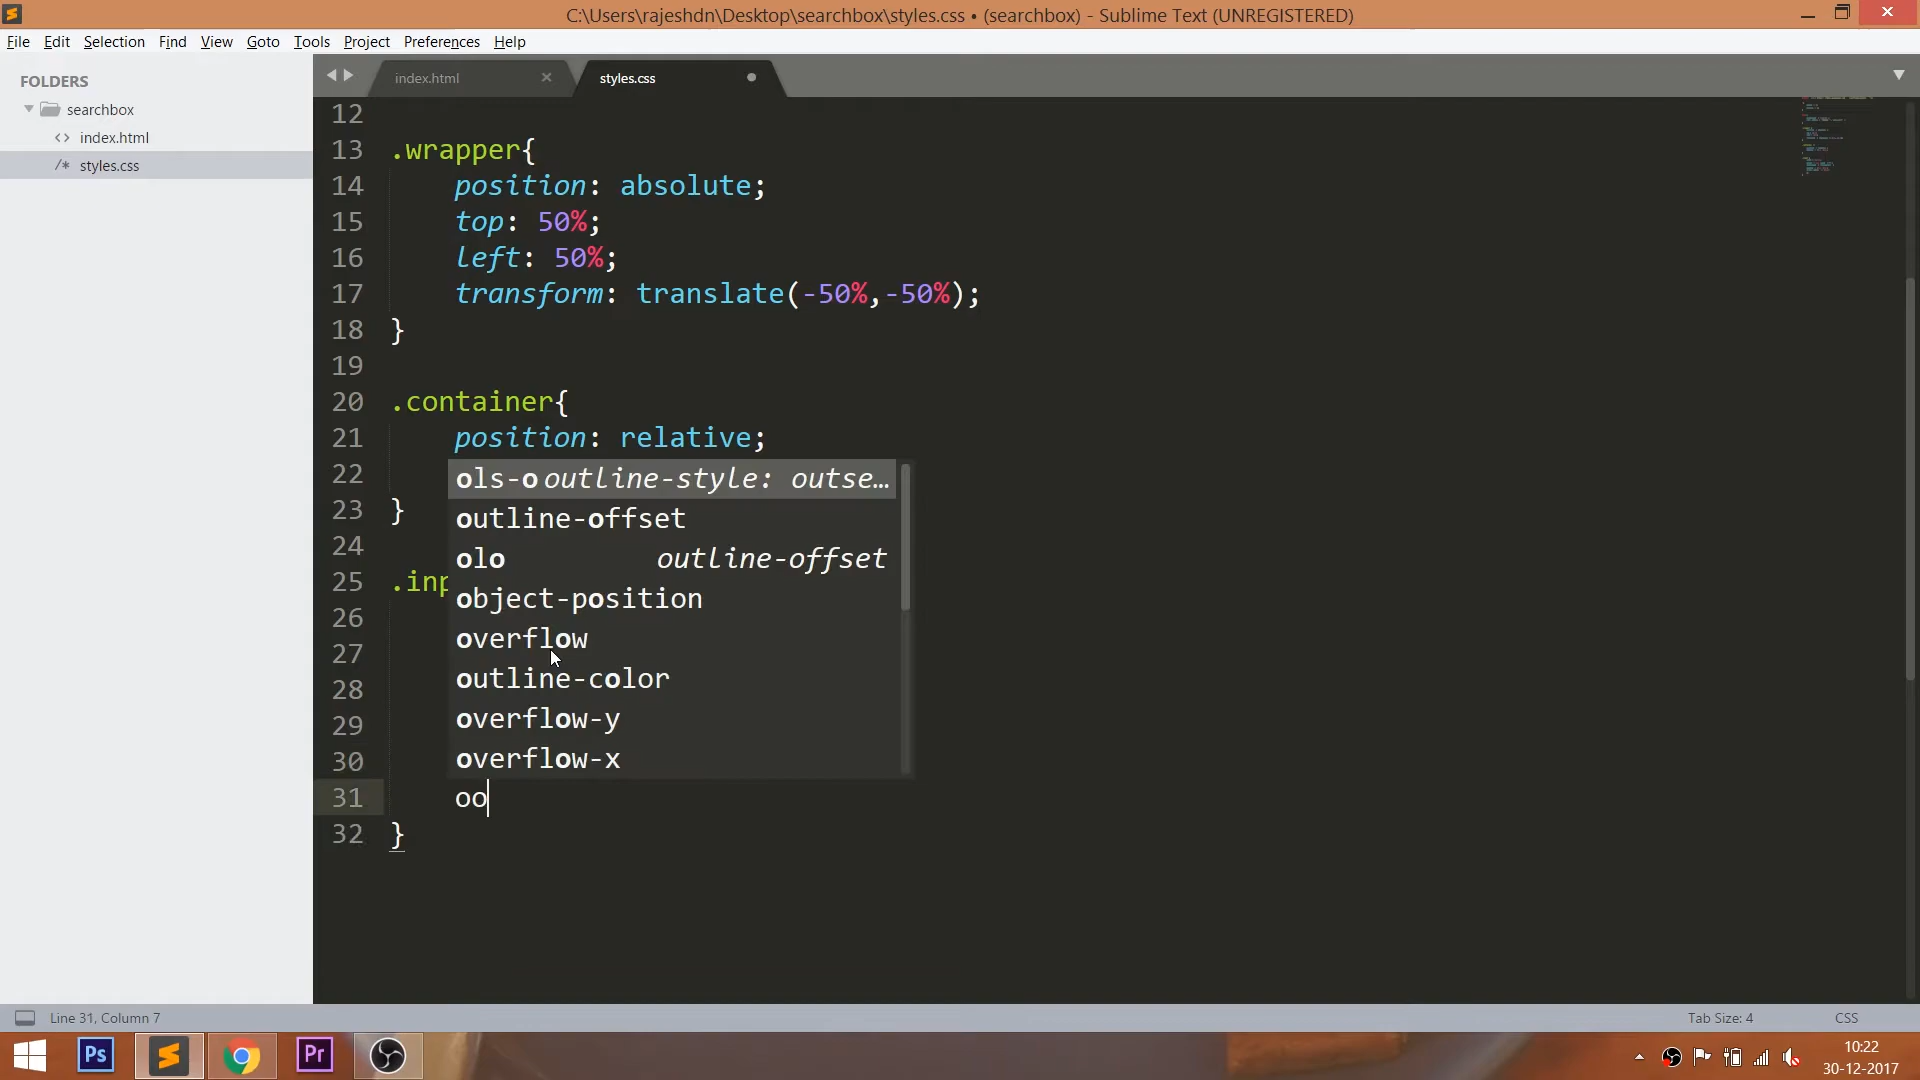 C:\Users\rajeshdn\Desktop\searchbox\styles.css • (searchbox) - Sublime Text (UNREGISTERED)
File Edit Selection Find View Goto Tools Project Preferences Help
FOLDERS
searchbox
<> index.html
/* styles.css
index.html
styles.css
12
13 .wrapper{
14 position: absolute;
15 top: 50%;
16 left: 50%;
17 transform: translate(-50%,-50%);
18 }
19
20 .container{
21 position: relative;
22
23 }
24
25 .inp
26
27
28
29
30
31 oo
32 }
ols-o outline-style: outse…
outline-offset
olo outline-offset
object-position
overflow
outline-color
overflow-y
overflow-x
Line 31, Column 7
Tab Size: 4
CSS
Ps
Pr
10:22
30-12-2017